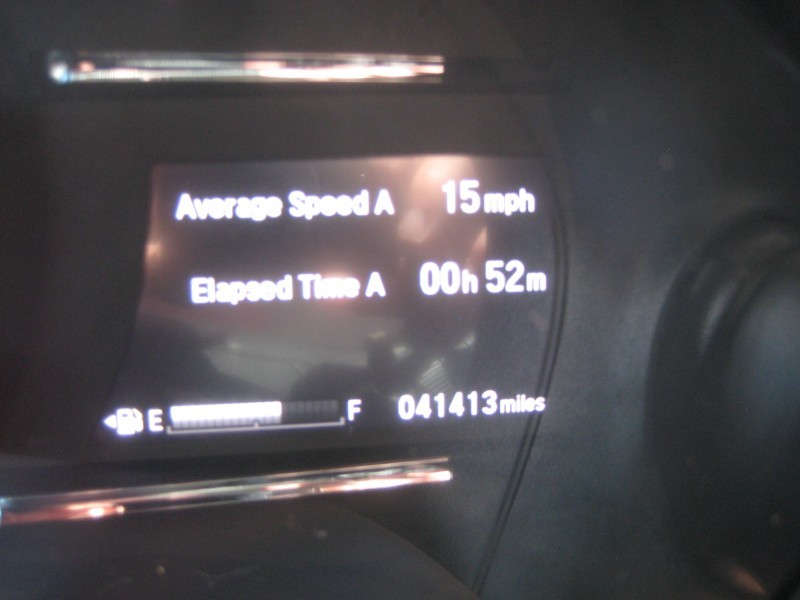 Average Speed A 15 mph
Elapsed Time A 00h 52m
E F 041413 miles